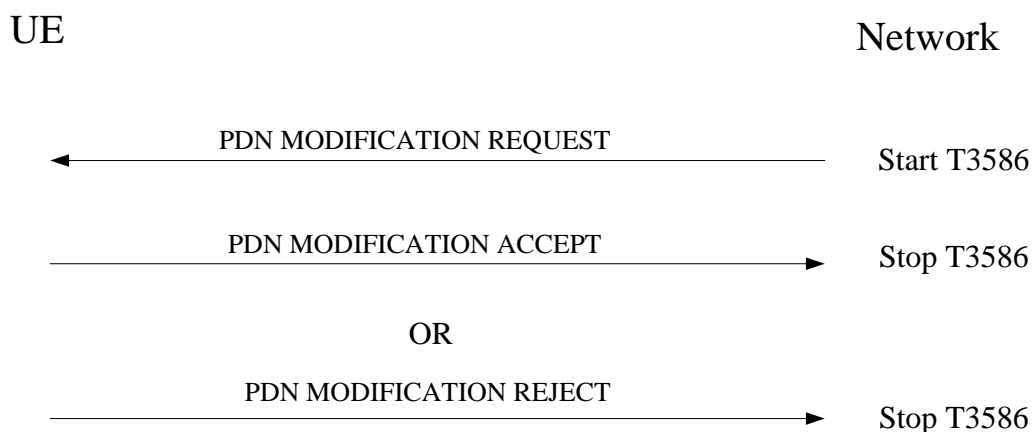 UE
Network
PDN MODIFICATION REQUEST
Start T3586
PDN MODIFICATION ACCEPT
Stop T3586
OR
PDN MODIFICATION REJECT
Stop T3586